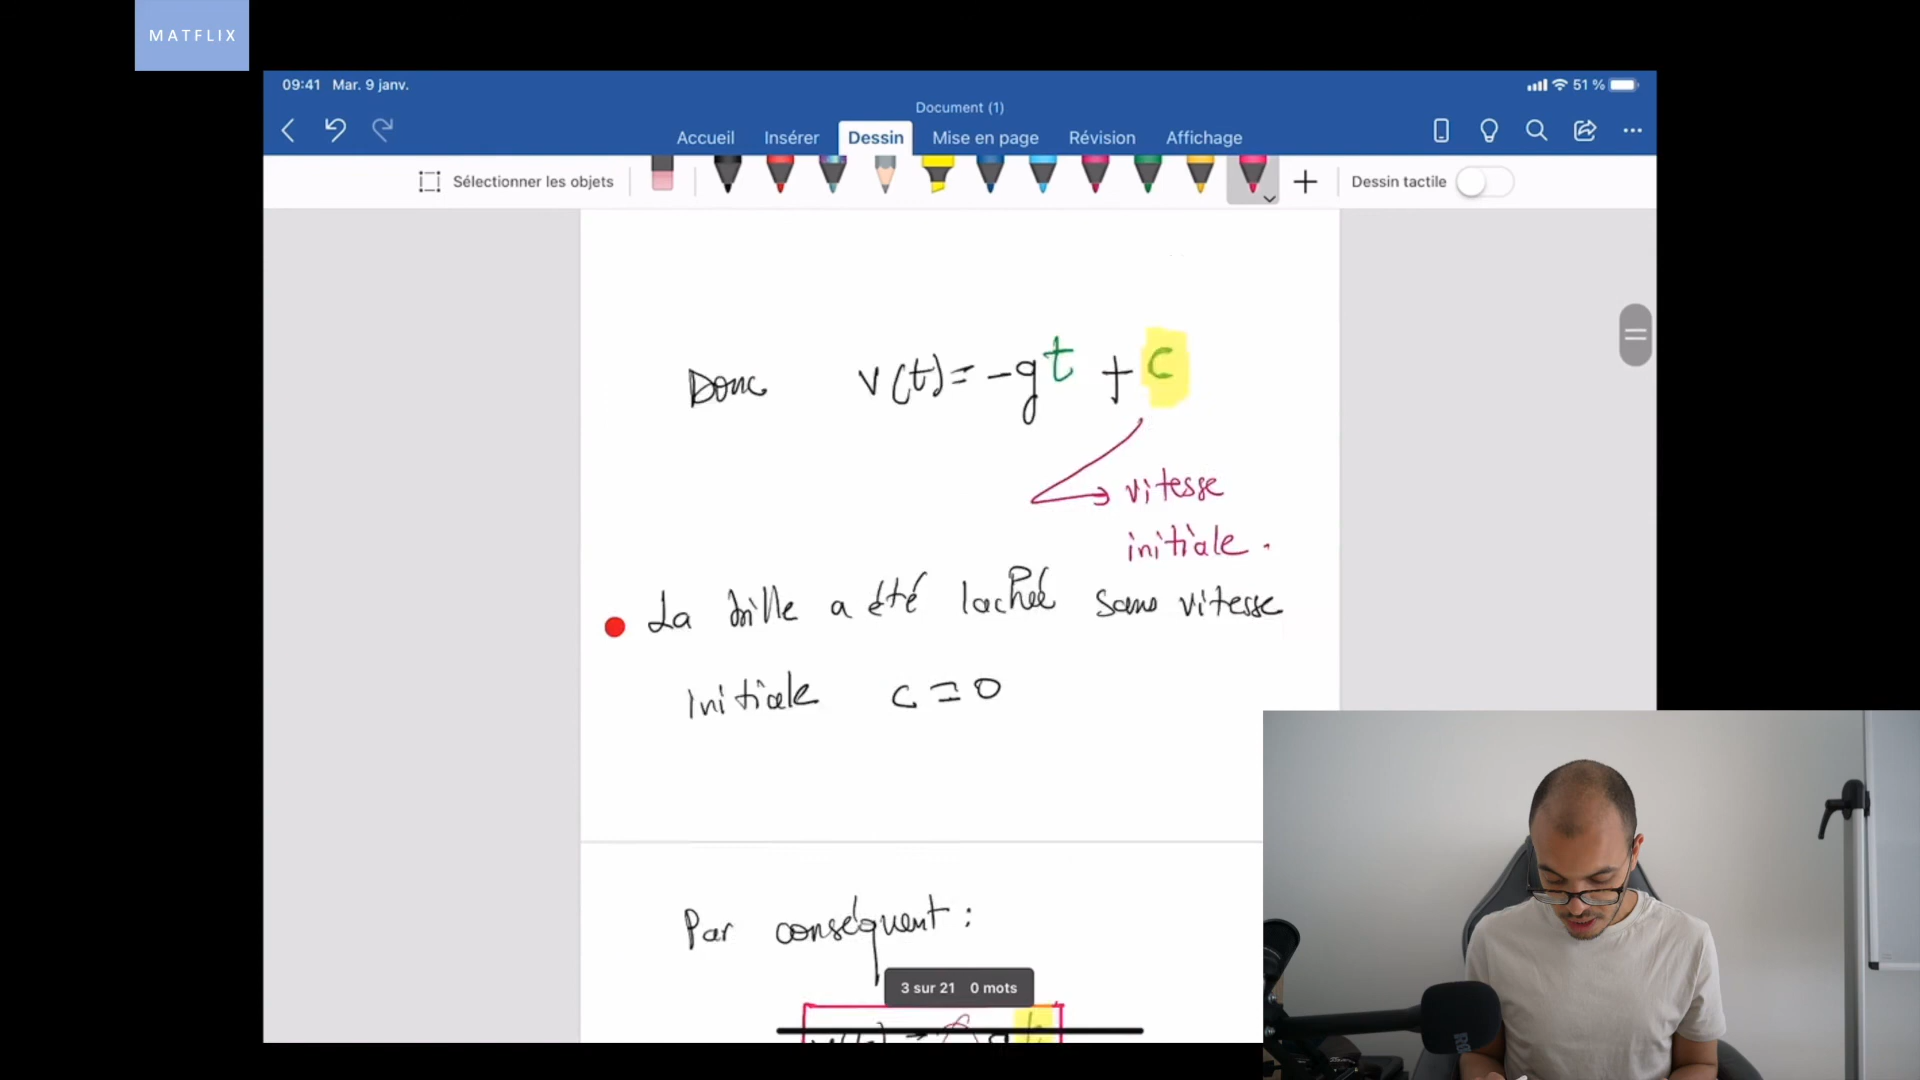 MATFLIX
09:41 Mar. 9 janv.
51 %
Document (1)
Accueil Insérer Dessin Mise en page Révision Affichage
Sélectionner les objets
Dessin tactile
Donc v(t) = -gt + c
vitesse
initiale.
La bille a été lachée sans vitesse
initiale c = 0
Par conséquent :
3 sur 21 0 mots
RØDE